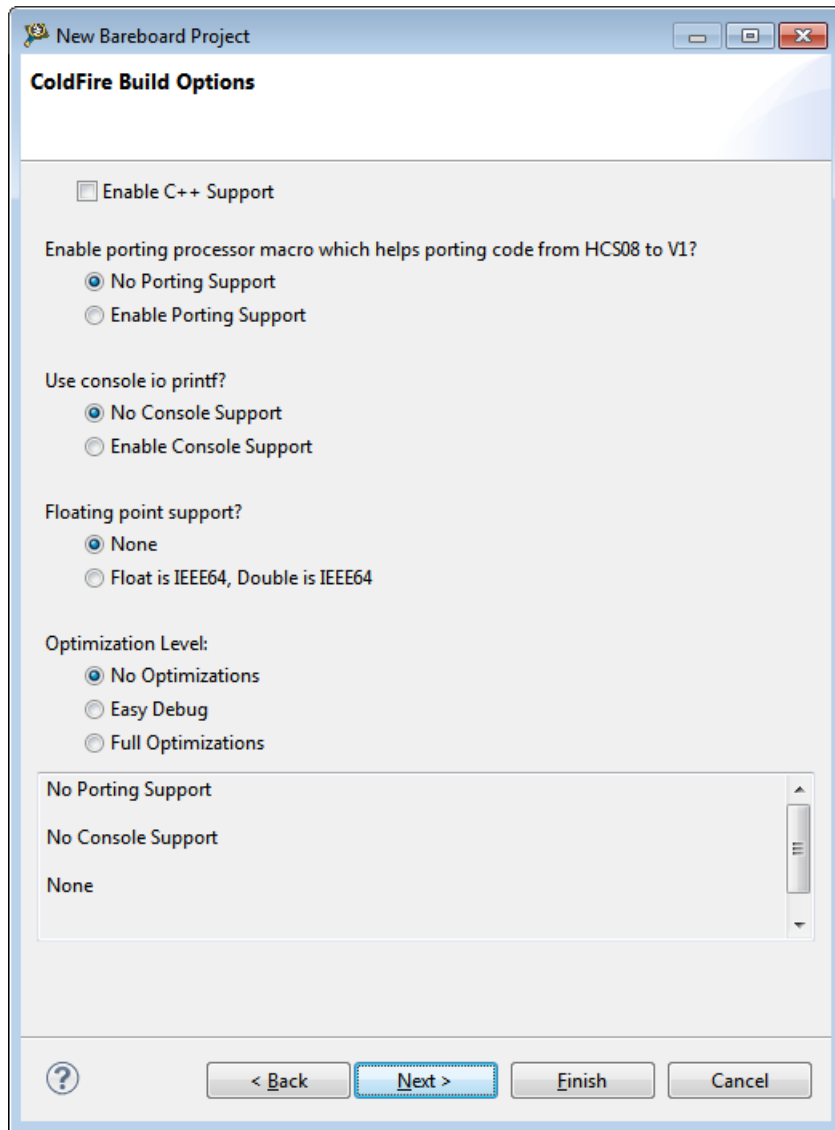 New Bareboard Project
ColdFire Build Options
Enable C++ Support
Enable porting processor macro which helps porting code from HCS08 to V1?
No Porting Support
Enable Porting Support
Use console io printf?
No Console Support
Enable Console Support
Floating point support?
None
Float is IEEE64, Double is IEEE64
Optimization Level:
No Optimizations
Easy Debug
Full Optimizations
No Porting Support
No Console Support
None
?
< Back
Next >
Finish
Cancel